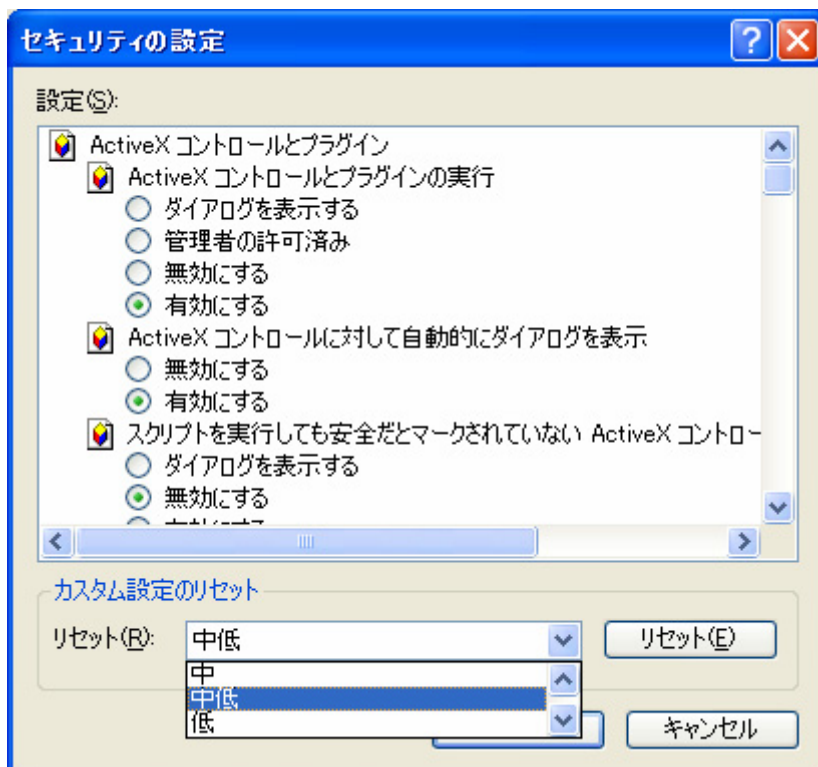 セキュリティの設定
設定(S):
ActiveX コントロールとプラグイン
ActiveX コントロールとプラグインの実行
ダイアログを表示する
管理者の許可済み
無効にする
有効にする
ActiveX コントロールに対して自動的にダイアログを表示
無効にする
有効にする
スクリプトを実行しても安全だとマークされていない ActiveX コントロー
ダイアログを表示する
無効にする
カスタム設定のリセット
リセット(R): 中低 リセット(E)
中
中低
低
キャンセル